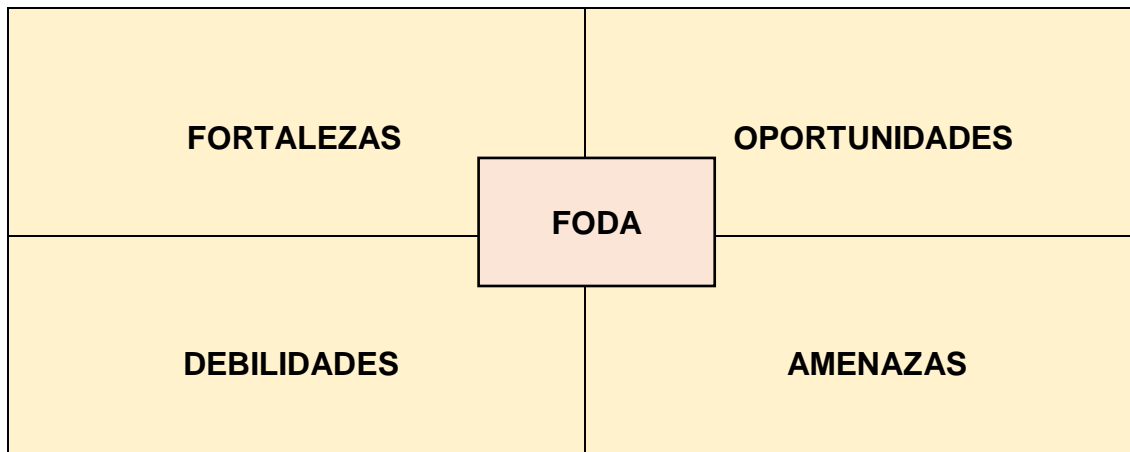 FORTALEZAS
OPORTUNIDADES
FODA
DEBILIDADES
AMENAZAS